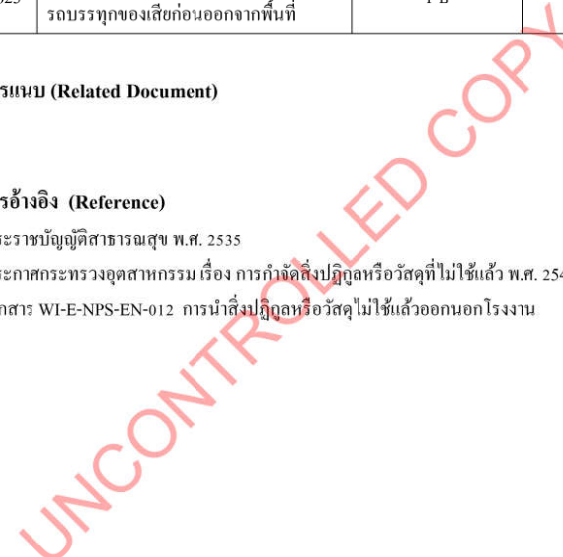 รถบรรทุกของเสียก่อนออกจากพื้นที่
รแนบ (Related Document)
รอ้างอิง (Reference)
ระราชบัญญัติสาธารณสุข พ.ศ. 2535
ระกาศกระทรวงอุตสาหกรรม เรื่อง การกำจัดสิ่งปฏิกูลหรือวัสดุที่ไม่ใช้แล้ว พ.ศ. 254
กสาร WI-E-NPS-EN-012 การนำสิ่งปฏิกูลหรือวัสดุไม่ใช้แล้วออกนอกโรงงาน
UNCONTROLLED COPY